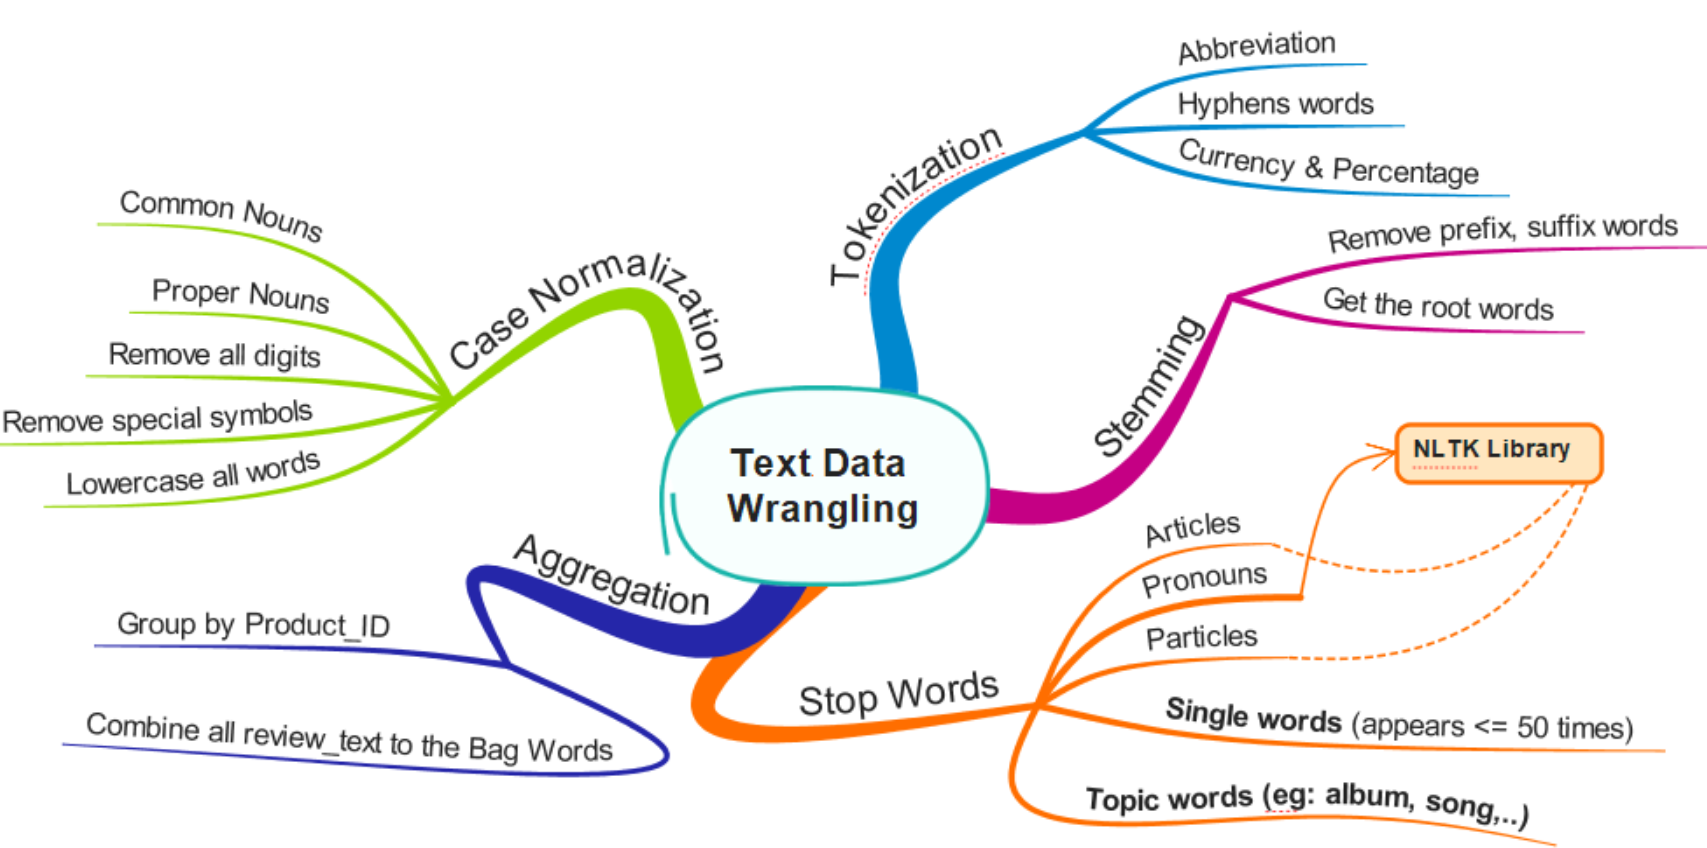 Text Data
Wrangling
Tokenization
Abbreviation
Hyphens words
Currency & Percentage
Stemming
Remove prefix, suffix words
Get the root words
NLTK Library
Stop Words
Articles
Pronouns
Particles
Single words (appears <= 50 times)
Topic words (eg: album, song,..)
Aggregation
Group by Product_ID
Combine all review_text to the Bag Words
Case Normalization
Common Nouns
Proper Nouns
Remove all digits
Remove special symbols
Lowercase all words